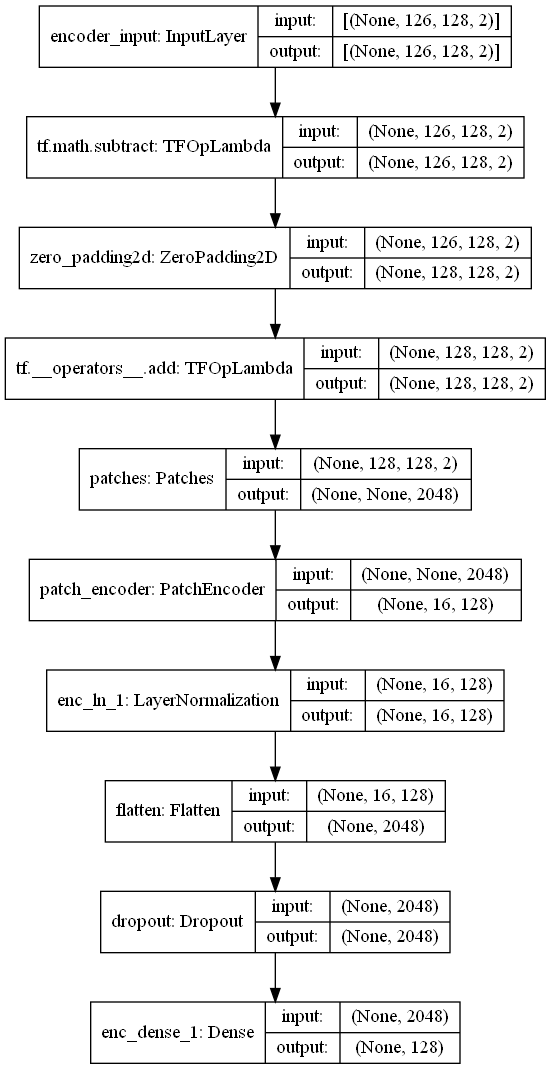 encoder_input: InputLayer
input:
[(None, 126, 128, 2)]
output:
[(None, 126, 128, 2)]
tf.math.subtract: TFOpLambda
input:
(None, 126, 128, 2)
output:
(None, 126, 128, 2)
zero_padding2d: ZeroPadding2D
input:
(None, 126, 128, 2)
output:
(None, 128, 128, 2)
tf.__operators__.add: TFOpLambda
input:
(None, 128, 128, 2)
output:
(None, 128, 128, 2)
patches: Patches
input:
(None, 128, 128, 2)
output:
(None, None, 2048)
patch_encoder: PatchEncoder
input:
(None, None, 2048)
output:
(None, 16, 128)
enc_ln_1: LayerNormalization
input:
(None, 16, 128)
output:
(None, 16, 128)
flatten: Flatten
input:
(None, 16, 128)
output:
(None, 2048)
dropout: Dropout
input:
(None, 2048)
output:
(None, 2048)
enc_dense_1: Dense
input:
(None, 2048)
output:
(None, 128)